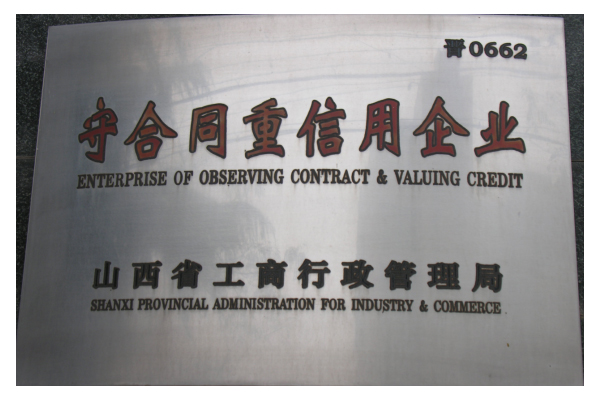 晋0662
守合同重信用企业
ENTERPRISE OF OBSERVING CONTRACT & VALUING CREDIT
山西省工商行政管理局
SHANXI PROVINCIAL ADMINISTRATION FOR INDUSTRY & COMMERCE